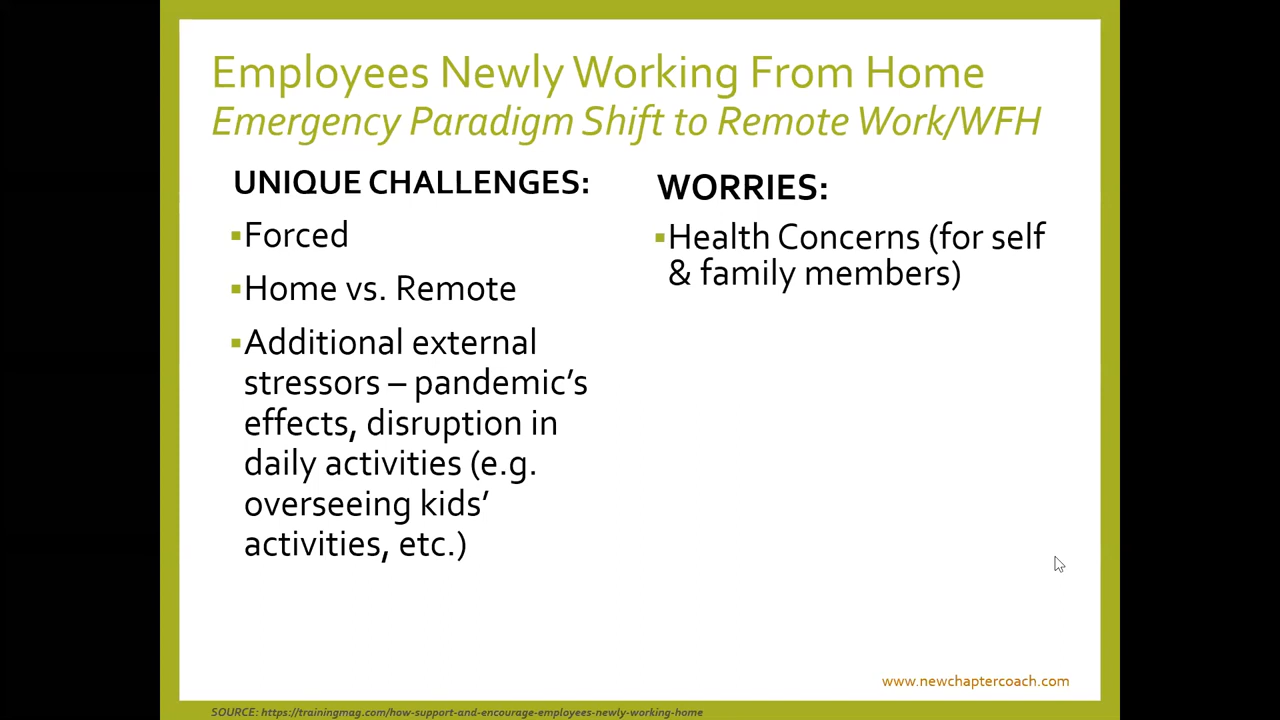 Employees Newly Working From Home
Emergency Paradigm Shift to Remote Work/WFH
UNIQUE CHALLENGES:
▪Forced
▪Home vs. Remote
▪Additional external
stressors – pandemic’s
effects, disruption in
daily activities (e.g.
overseeing kids’
activities, etc.)
WORRIES:
▪Health Concerns (for self
& family members)
www.newchaptercoach.com
SOURCE: https://trainingmag.com/how-support-and-encourage-employees-newly-working-home